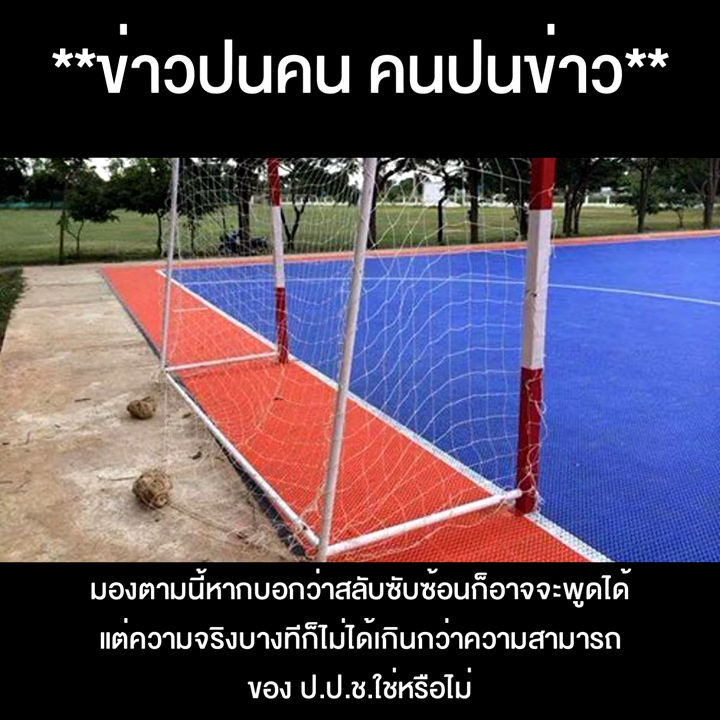 **ข่าวปนคน คนปนข่าว**
มองตามนี้หากบอกว่าสลับซับซ้อนก็อาจจะพูดได้
แต่ความจริงบางทีก็ไม่ได้เกินกว่าความสามารถ
ของ ป.ป.ช.ใช่หรือไม่